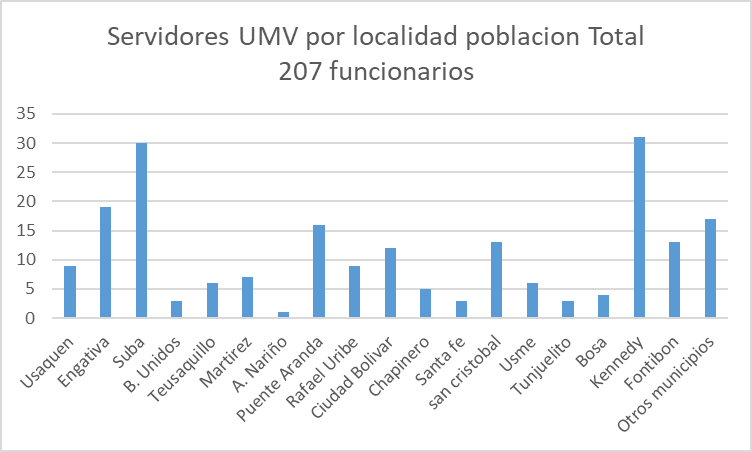 Servidores UMV por localidad poblacion Total
207 funcionarios
35
30
25
20
15
10
5
0
Usaquen
Engativa
Suba
B. Unidos
Teusaquillo
Martirez
A. Nariño
Puente Aranda
Rafael Uribe
Ciudad Bolivar
Chapinero
Santa fe
san cristobal
Usme
Tunjuelito
Bosa
Kennedy
Fontibon
Otros municipios